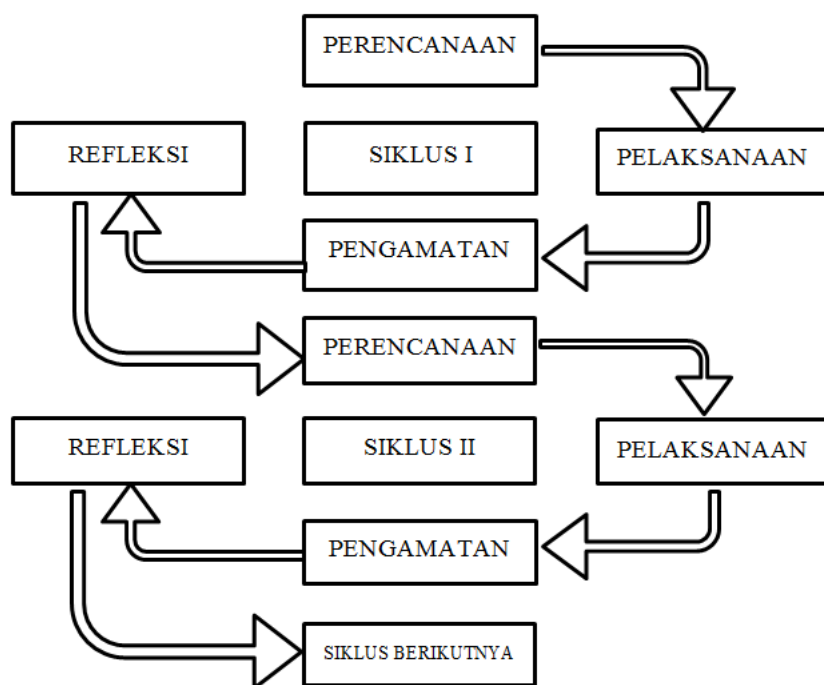 PERENCANAAN
REFLEKSI
SIKLUS I
PELAKSANAAN
PENGAMATAN
PERENCANAAN
REFLEKSI
SIKLUS II
PELAKSANAAN
PENGAMATAN
SIKLUS BERIKUTNYA